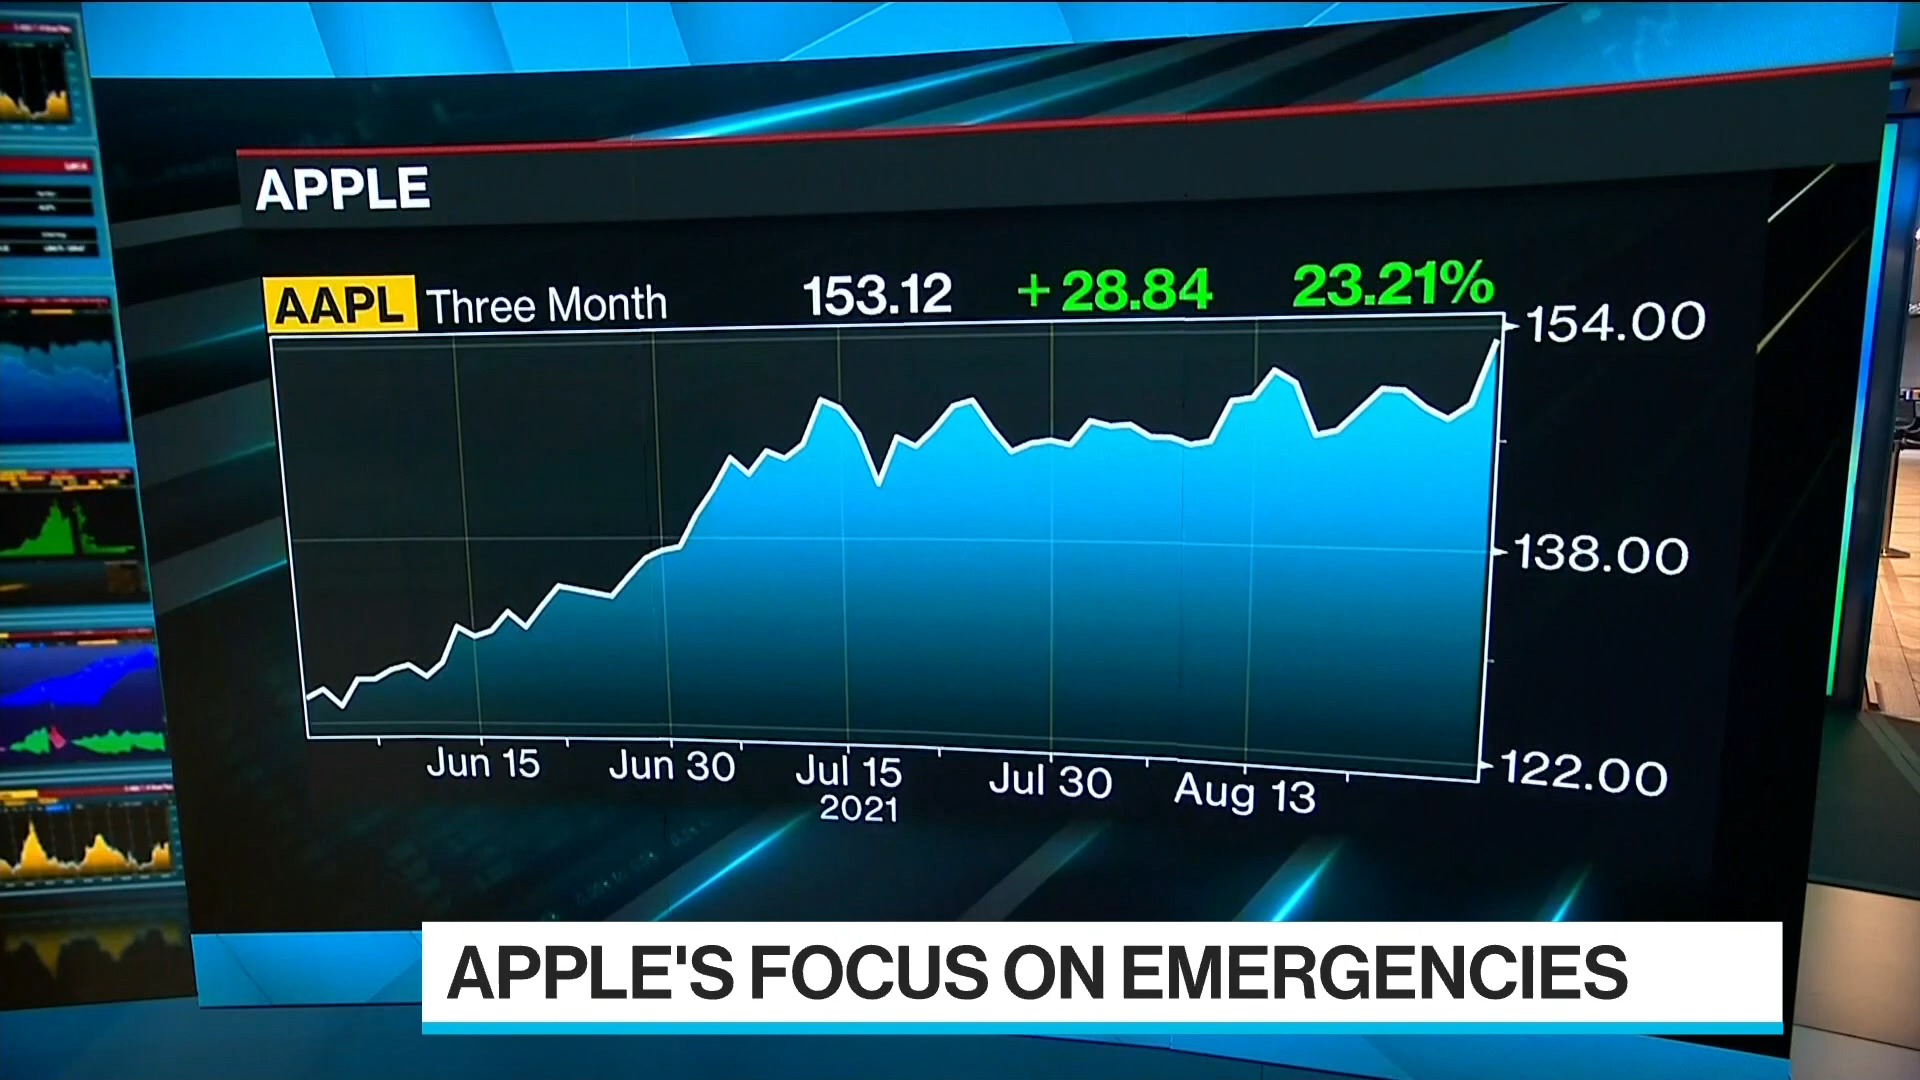 APPLE
AAPL Three Month 153.12 +28.84 23.21%
154.00
138.00
122.00
Jun 15 Jun 30 Jul 15 Jul 30 Aug 13
2021
APPLE'S FOCUS ON EMERGENCIES